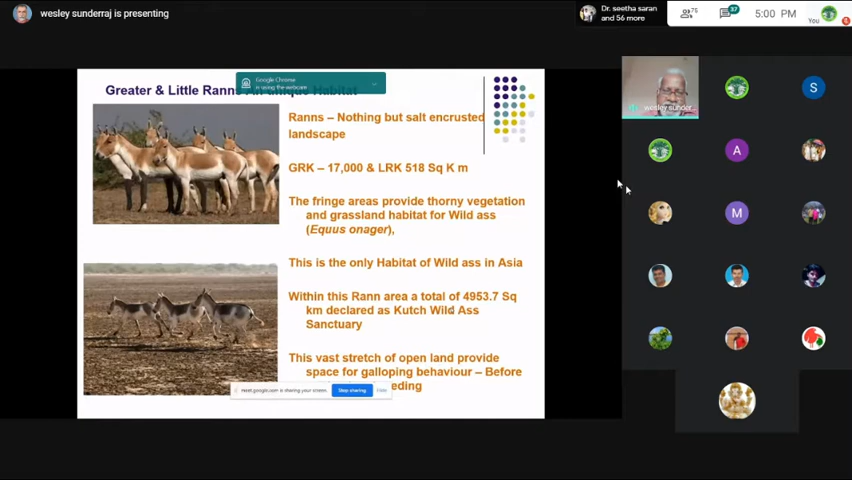 wesley sunderraj is presenting
Dr. seetha saran
and 56 more
75
37
5:00 PM
You
Google Chrome
is using the webcam
Greater & Little Ranns
Habitat
Ranns – Nothing but salt encrusted
landscape
GRK – 17,000 & LRK 518 Sq K m
The fringe areas provide thorny vegetation
and grassland habitat for Wild ass
(Equus onager),
This is the only Habitat of Wild ass in Asia
Within this Rann area a total of 4953.7 Sq
km declared as Kutch Wild Ass
Sanctuary
This vast stretch of open land provide
space for galloping behaviour – Before
eding
meet.google.com is sharing your screen.
Stop sharing
Hide
wesley sunder...
S
A
M